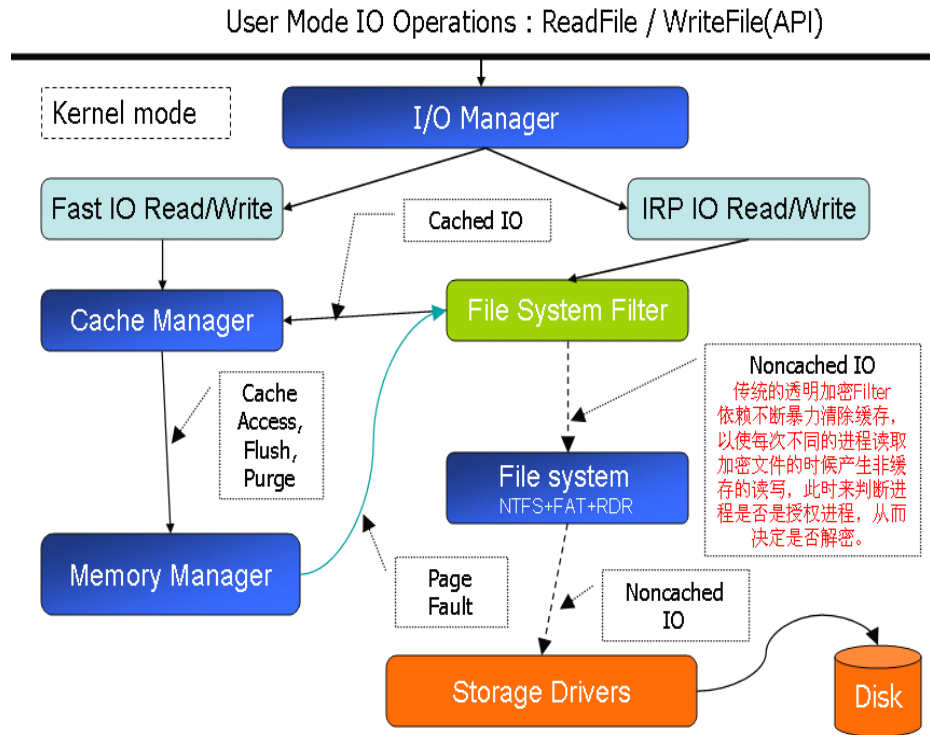 User Mode IO Operations : ReadFile / WriteFile(API)
Kernel mode
I/O Manager
Fast IO Read/Write
Cached IO
IRP IO Read/Write
Cache Manager
File System Filter
Cache
Access,
Flush,
Purge
Noncached IO
传统的透明加密Filter
依赖不断暴力清除缓存，
以使每次不同的进程读取
加密文件的时候产生非缓
存的读写，此时来判断进
程是否是授权进程，从而
决定是否解密。
File system
NTFS+FAT+RDR
Memory Manager
Page
Fault
Noncached
IO
Storage Drivers
Disk